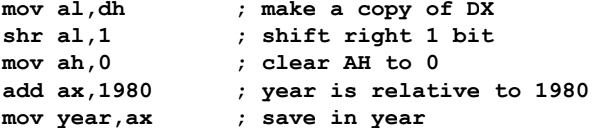 mov al,dh ; make a copy of DX
shr al,1 ; shift right 1 bit
mov ah,0 ; clear AH to 0
add ax,1980 ; year is relative to 1980
mov year,ax ; save in year